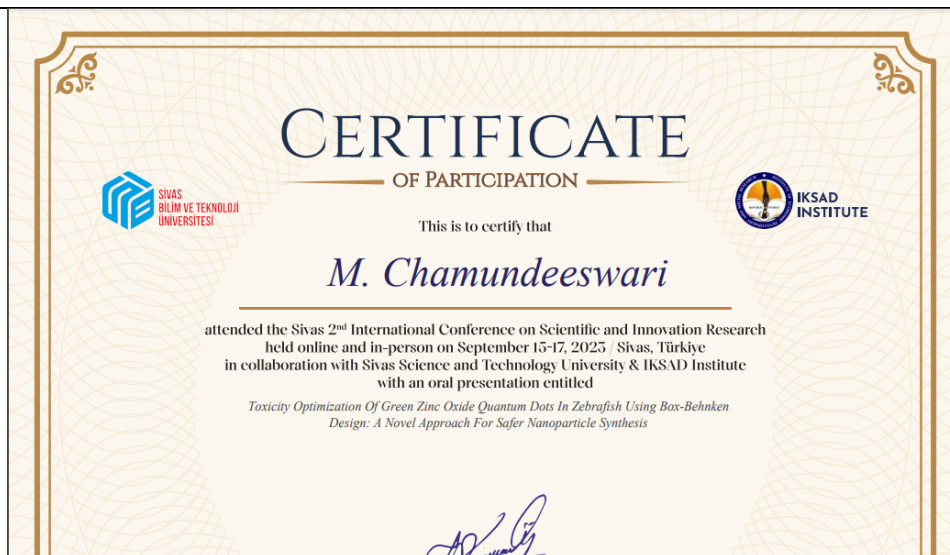 CERTIFICATE
OF PARTICIPATION
SİVAS
BİLİM VE TEKNOLOJİ
ÜNİVERSİTESİ
IKSAD
INSTITUTE
This is to certify that
M. Chamundeeswari
attended the Sivas 2nd International Conference on Scientific and Innovation Research
held online and in-person on September 15-17, 2023 / Sivas, Türkiye
in collaboration with Sivas Science and Technology University & IKSAD Institute
with an oral presentation entitled
Toxicity Optimization Of Green Zinc Oxide Quantum Dots In Zebrafish Using Box-Behnken
Design: A Novel Approach For Safer Nanoparticle Synthesis